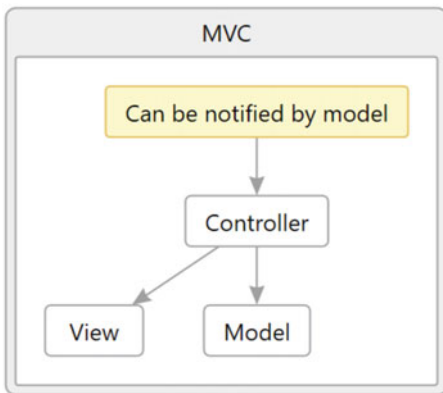 MVC
Can be notified by model
Controller
View
Model